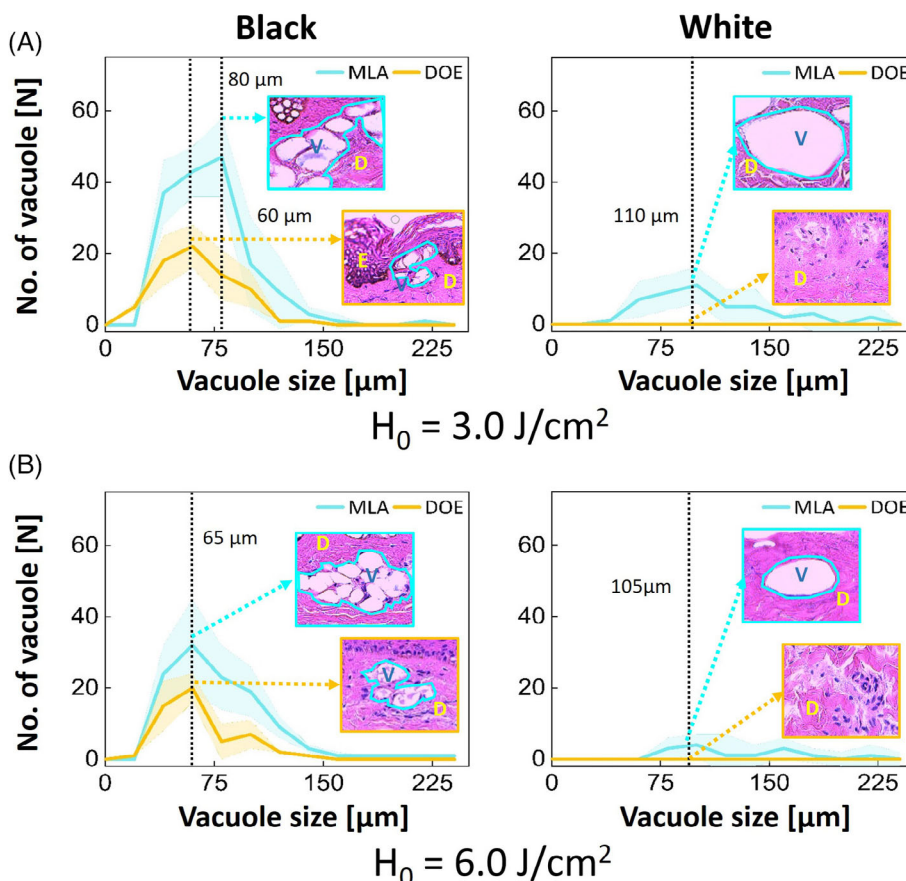 Black
White
(A)
No. of vacuole [N]
60
40
20
0
MLA DOE
80 µm
60 µm
V
D
E
V
D
0 75 150 225
Vacuole size [µm]
60
40
20
0
MLA DOE
110 µm
V
D
D
0 75 150 225
Vacuole size [µm]
H0 = 3.0 J/cm²
(B)
No. of vacuole [N]
60
40
20
0
MLA DOE
65 µm
D
V
V
D
0 75 150 225
Vacuole size [µm]
60
40
20
0
MLA DOE
105µm
V
D
D
0 75 150 225
Vacuole size [µm]
H0 = 6.0 J/cm²